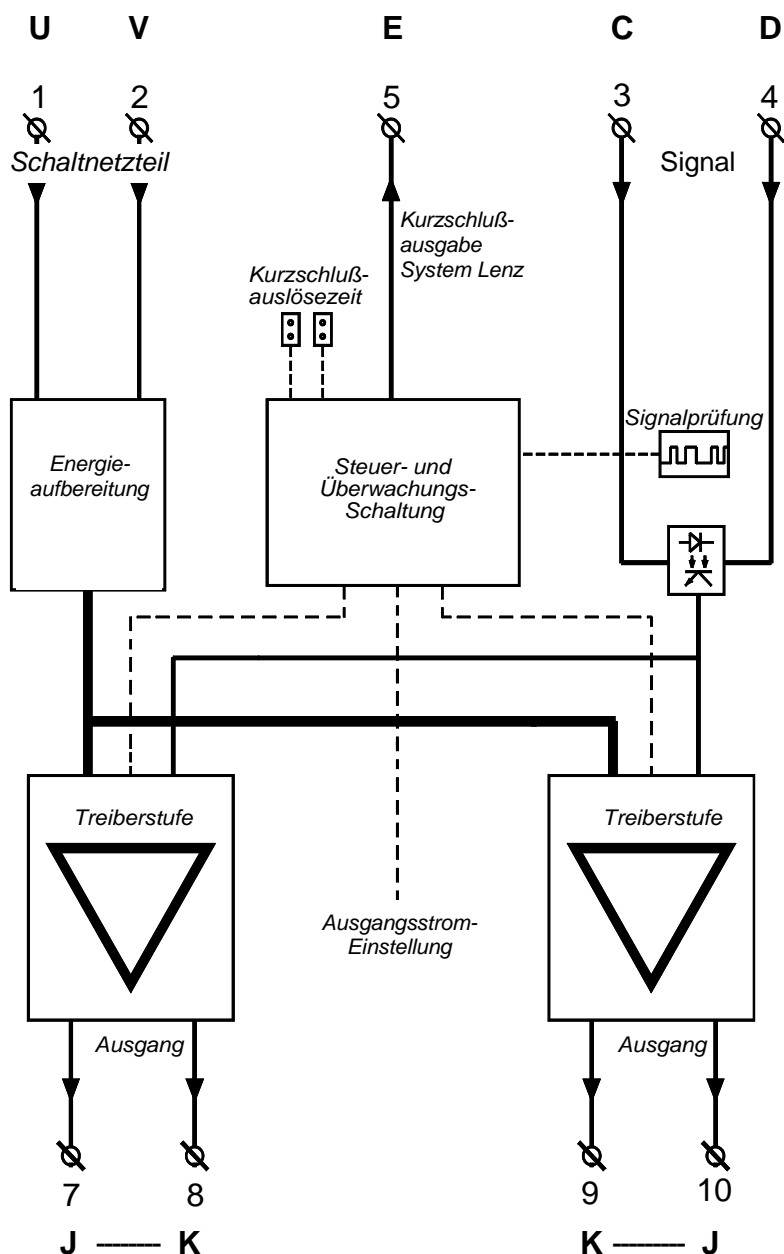 U V E C D
1 2 5 3 4
Schaltnetzteil
Signal
Kurzschluß-
ausgabe
System Lenz
Kurzschluß-
auslösezeit
Signalprüfung
Energie-
aufbereitung
Steuer- und
Überwachungs-
Schaltung
Treiberstufe
Treiberstufe
Ausgangsstrom-
Einstellung
Ausgang
Ausgang
7 8 9 10
J -------- K K -------- J